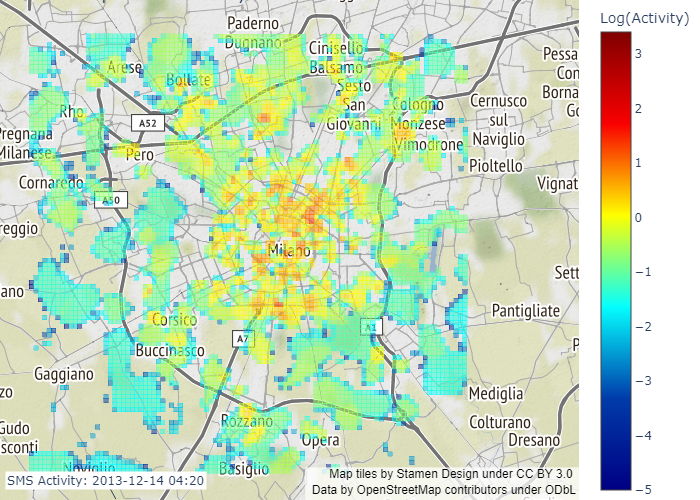 Log(Activity)
Paderno
Dugnano
Cinisello
Balsamo
Arese
Bollate
Sesto
San
Giovanni
Rho
A52
Cologno
Monzese
Vimodrone
Cernusco
sul
Naviglio
Pioltello
Pessa
Con
Borna
Go
Pregnana
Milanese
Pero
Cornaredo
A50
Vignat
reggio
Milano
Sett
ano
Pantigliate
Corsico
A7
A1
Buccinasco
P
Gaggiano
zo
Mediglia
Rozzano
Opera
Colturano
Dresano
Gudo
sconti
Noviglio
Basiglio
SMS Activity: 2013-12-14 04:20
Map tiles by Stamen Design under CC BY 3.0
Data by OpenStreetMap contributors under ODbL
3
2
1
0
−1
−2
−3
−4
−5